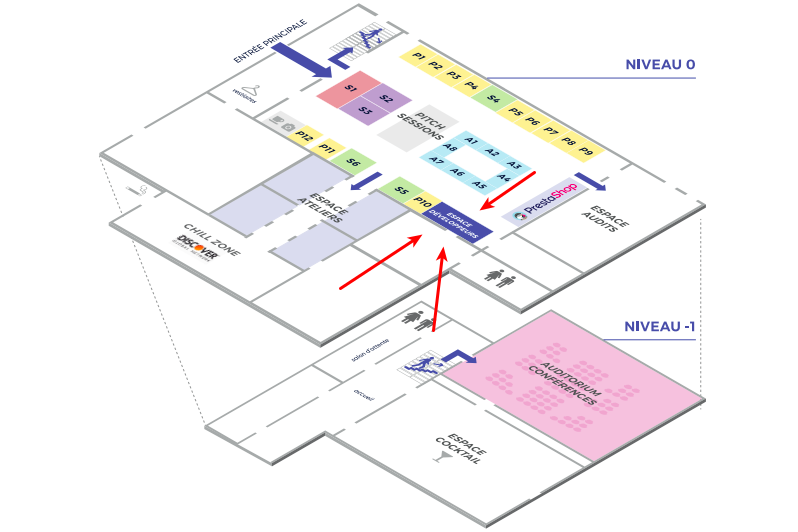 ENTRÉE PRINCIPALE
NIVEAU 0
vestiaires
P1
P2
P3
P4
S4
P5
P6
P7
P8
P9
S1
S2
S3
PITCH
SESSIONS
A1
A2
A3
A4
A5
A6
A7
A8
P12
P11
S6
S5
P10
ESPACE
DÉVELOPPEURS
PrestaShop
ESPACE
AUDITS
ESPACE
ATELIERS
CHILL ZONE
DISCOVER
NIVEAU -1
salon d'attente
accueil
AUDITORIUM
CONFÉRENCES
ESPACE
COCKTAIL